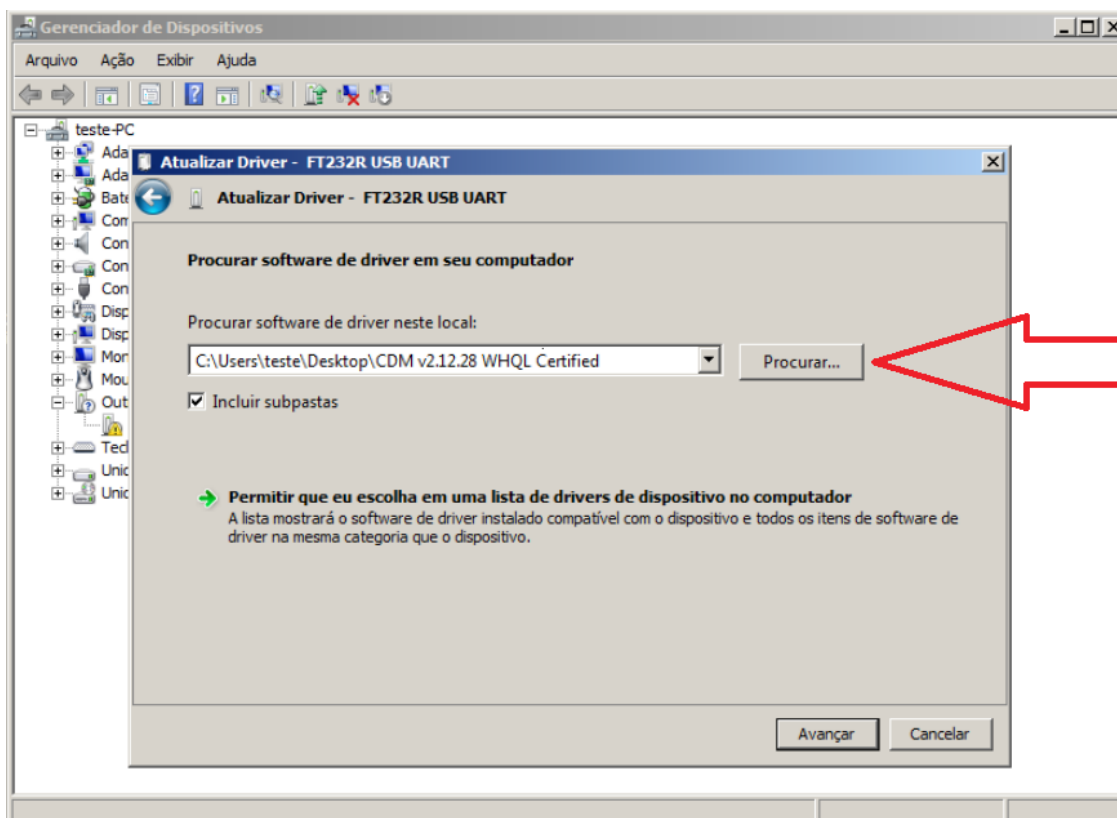 Gerenciador de Dispositivos
Arquivo Ação Exibir Ajuda
teste-PC
Ada
Atualizar Driver - FT232R USB UART
Ada
Bate
Atualizar Driver - FT232R USB UART
Com
Con
Con
Procurar software de driver em seu computador
Con
Disp
Procurar software de driver neste local:
Disp
Mon
C:\Users\teste\Desktop\CDM v2.12.28 WHQL Certified
Procurar...
Mou
Out
Incluir subpastas
Tecl
Unid
Unid
Permitir que eu escolha em uma lista de drivers de dispositivo no computador
A lista mostrará o software de driver instalado compatível com o dispositivo e todos os itens de software de
driver na mesma categoria que o dispositivo.
Avançar Cancelar